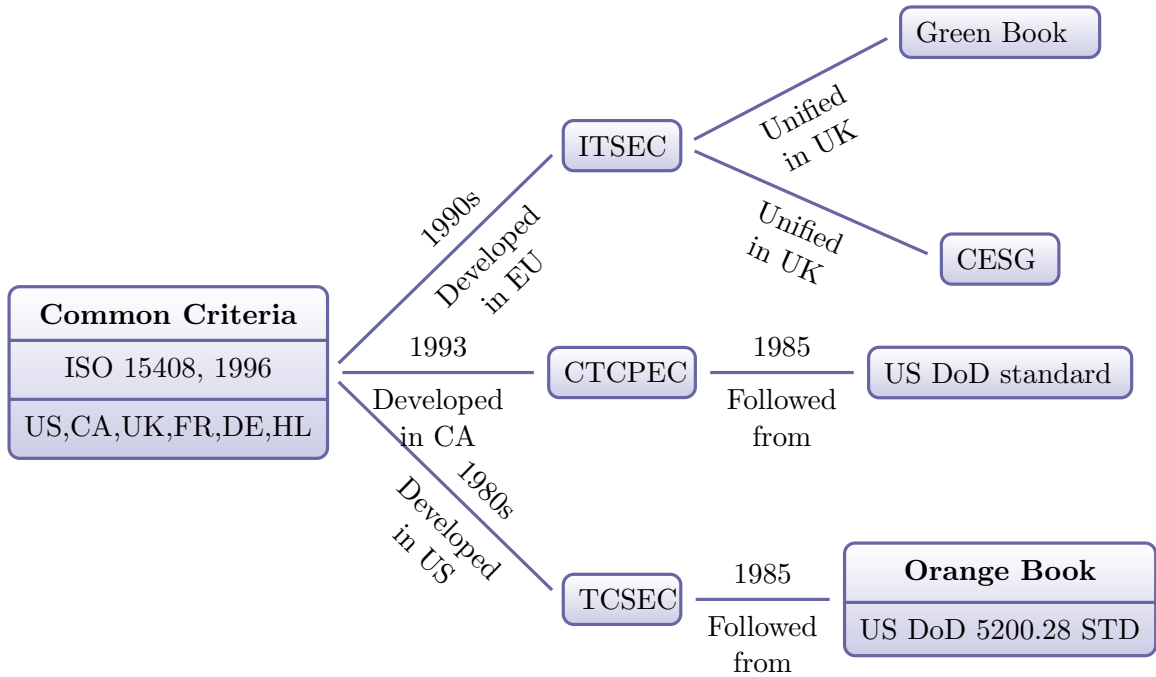 Green Book
Unified
in UK
ITSEC
Unified
in UK
CESG
1990s
Developed
in EU
Common Criteria
ISO 15408, 1996
US,CA,UK,FR,DE,HL
1993
Developed
in CA
CTCPEC
1985
Followed
from
US DoD standard
1980s
Developed
in US
TCSEC
1985
Followed
from
Orange Book
US DoD 5200.28 STD